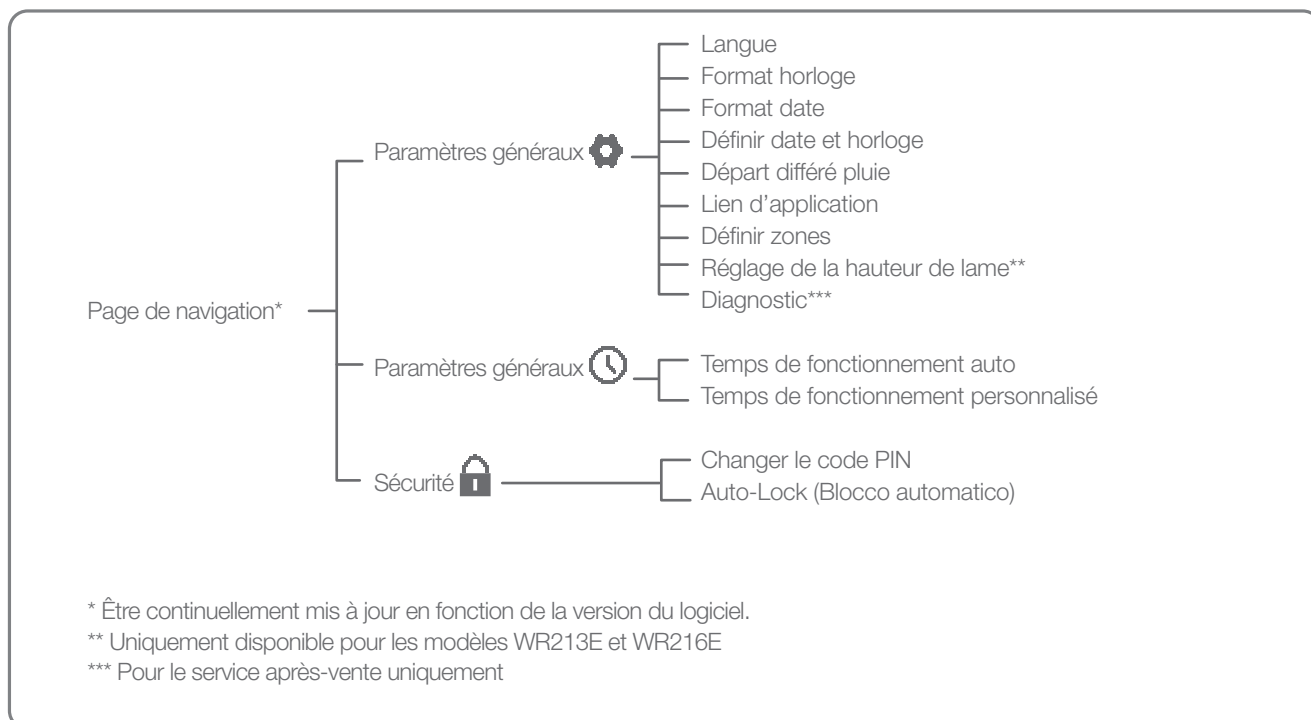 Langue
Format horloge
Format date
Paramètres généraux
Définir date et horloge
Départ différé pluie
Lien d’application
Définir zones
Réglage de la hauteur de lame**
Diagnostic***
Page de navigation*
Paramètres généraux
Temps de fonctionnement auto
Temps de fonctionnement personnalisé
Sécurité
Changer le code PIN
Auto-Lock (Blocco automatico)
* Être continuellement mis à jour en fonction de la version du logiciel.
** Uniquement disponible pour les modèles WR213E et WR216E
*** Pour le service après-vente uniquement